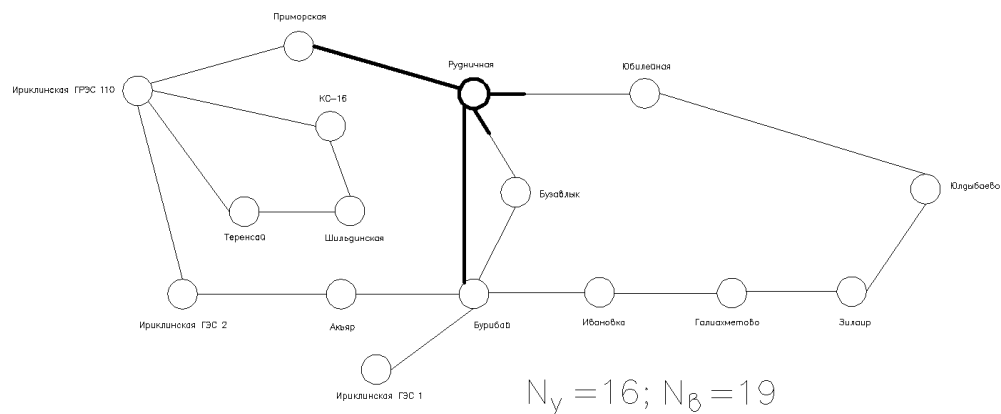 Приморская
Рудничная
Юбилейная
Ириклинская ГРЭС 110
КС-16
Юлдыбаево
Бузавлык
Теренсай
Шильдинская
Ириклинская ГЭС 2
Акъяр
Бурибай
Ивановка
Галиахметово
Зилаир
Ириклинская ГЭС 1
Nу =16; Nв =19